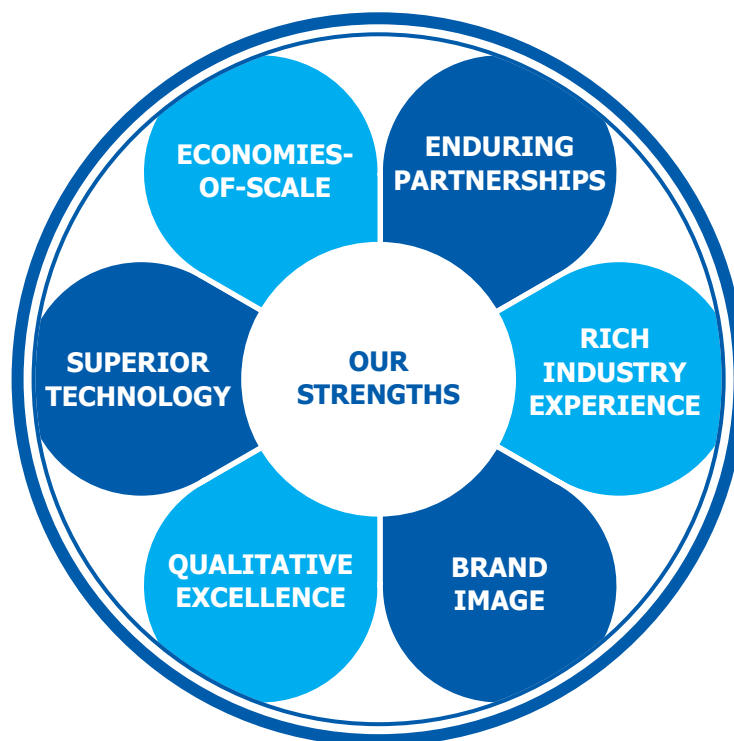 ECONOMIES-
OF-SCALE
ENDURING
PARTNERSHIPS
SUPERIOR
TECHNOLOGY
OUR
STRENGTHS
RICH
INDUSTRY
EXPERIENCE
QUALITATIVE
EXCELLENCE
BRAND
IMAGE